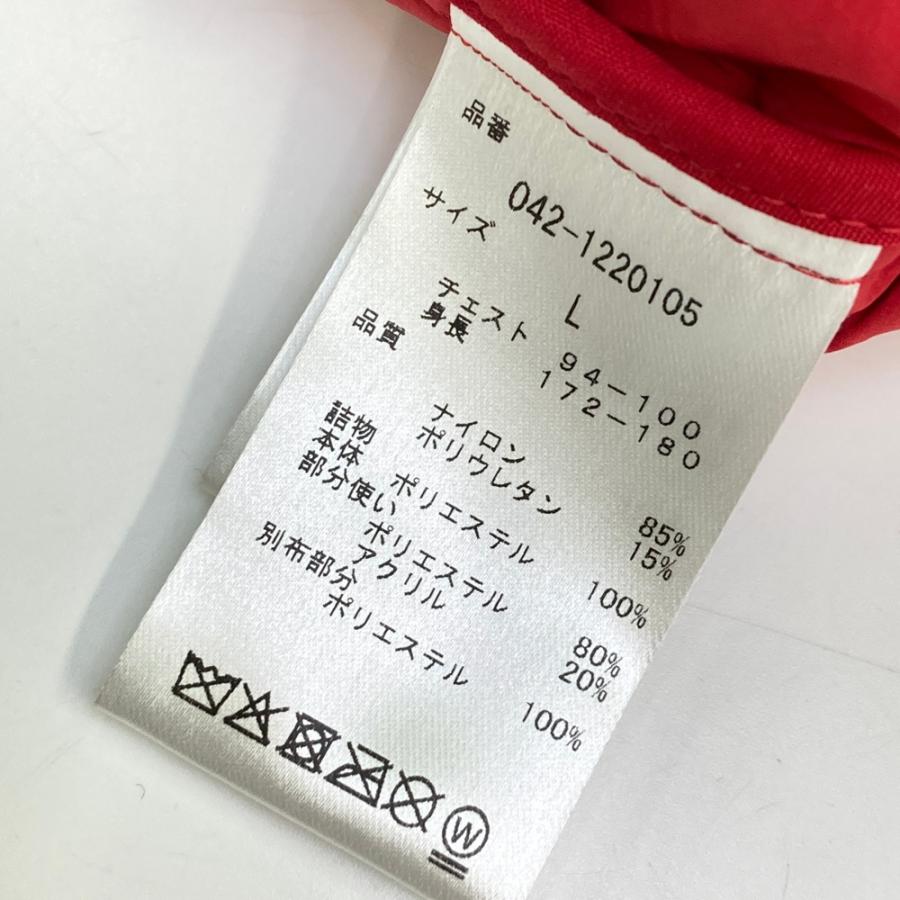 品番
042-1220105
サイズ
L
チェスト 94-100
身長 172-180
品質
ナイロン 85%
ポリウレタン 15%
詰物
本体 ポリエステル 100%
部分使い
ポリエステル 80%
アクリル 20%
別布部分
ポリエステル 100%
W